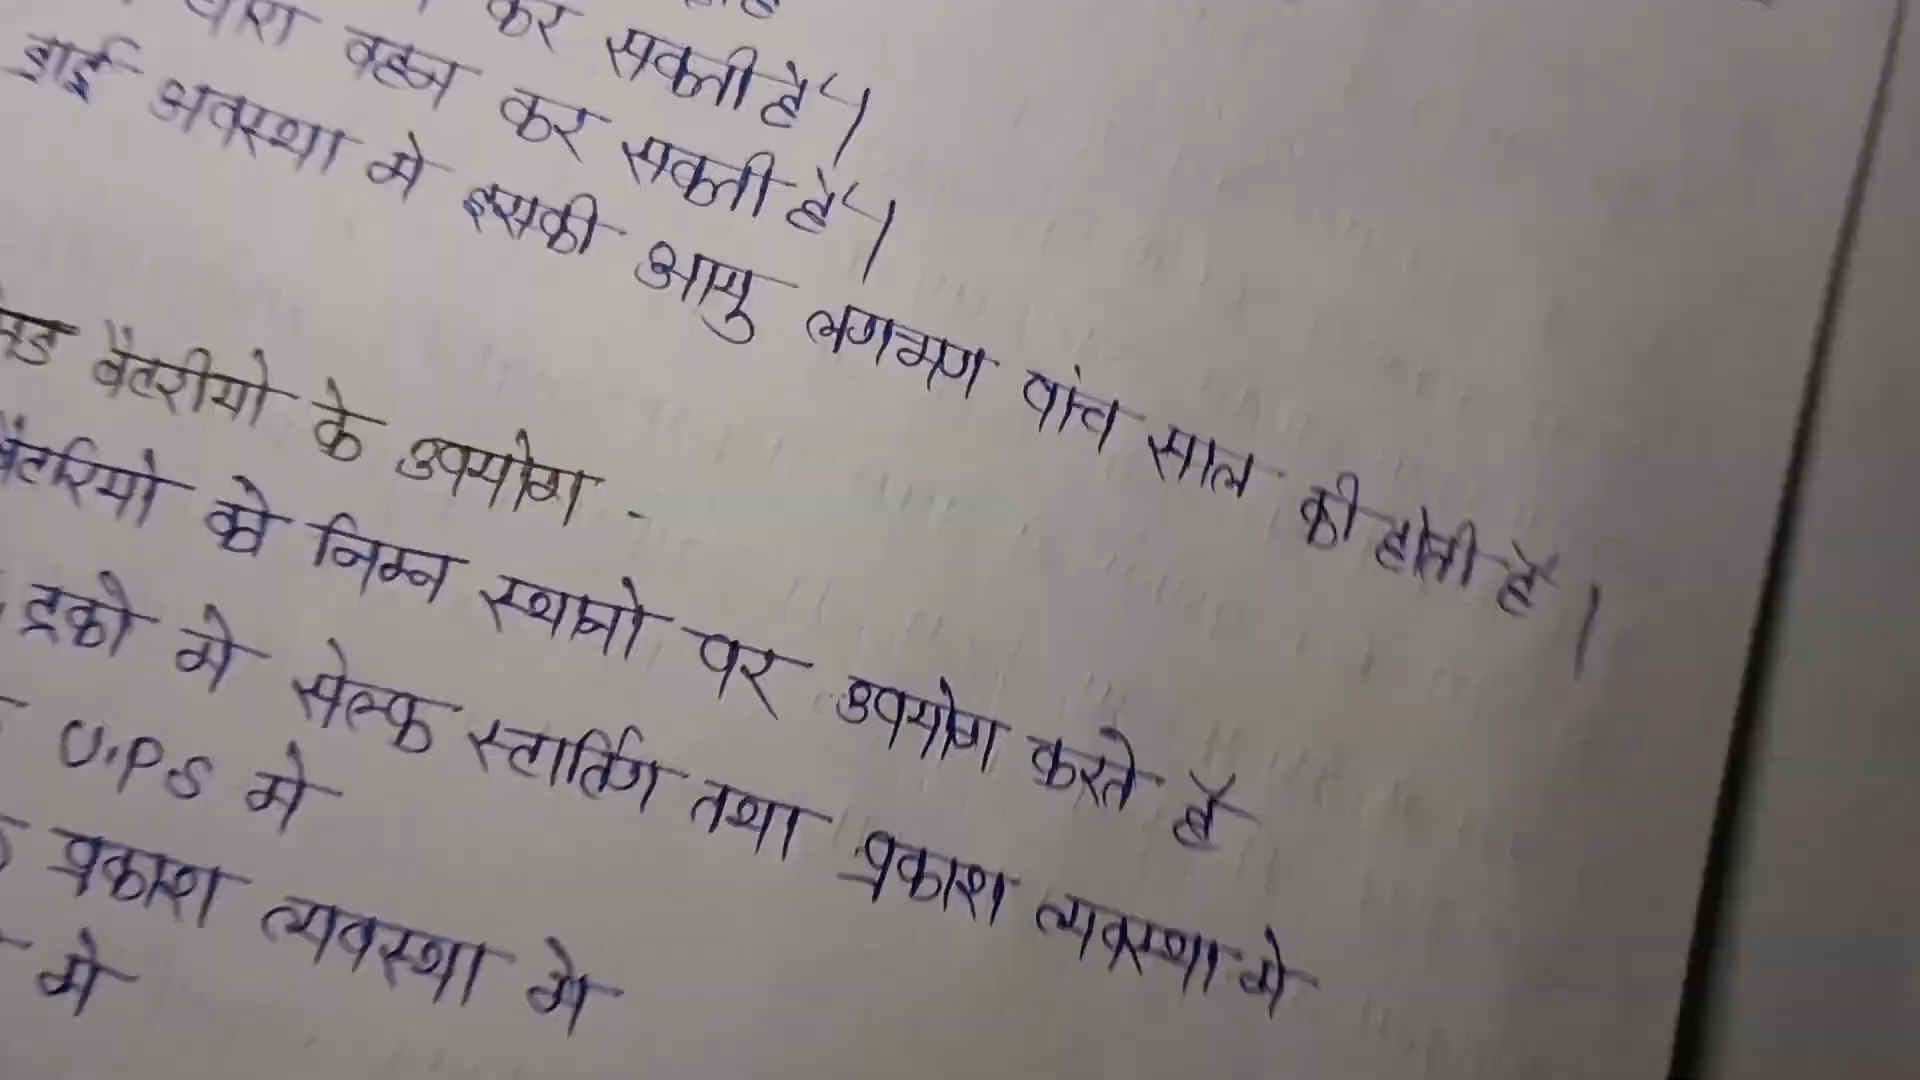 कर सकती है।
धारा वहन कर सकती है।
ड्राई अवस्था मे इसकी आयु लगभग पांच साल की होती है।
बैटरीयो के उपयोग -
बैटरियो को निम्न स्थानो पर उपयोग करते है
ट्रको मे सेल्फ स्टार्टिंग तथा प्रकाश व्यवस्था मे
U.P.S मे
प्रकाश व्यवस्था मे
मे